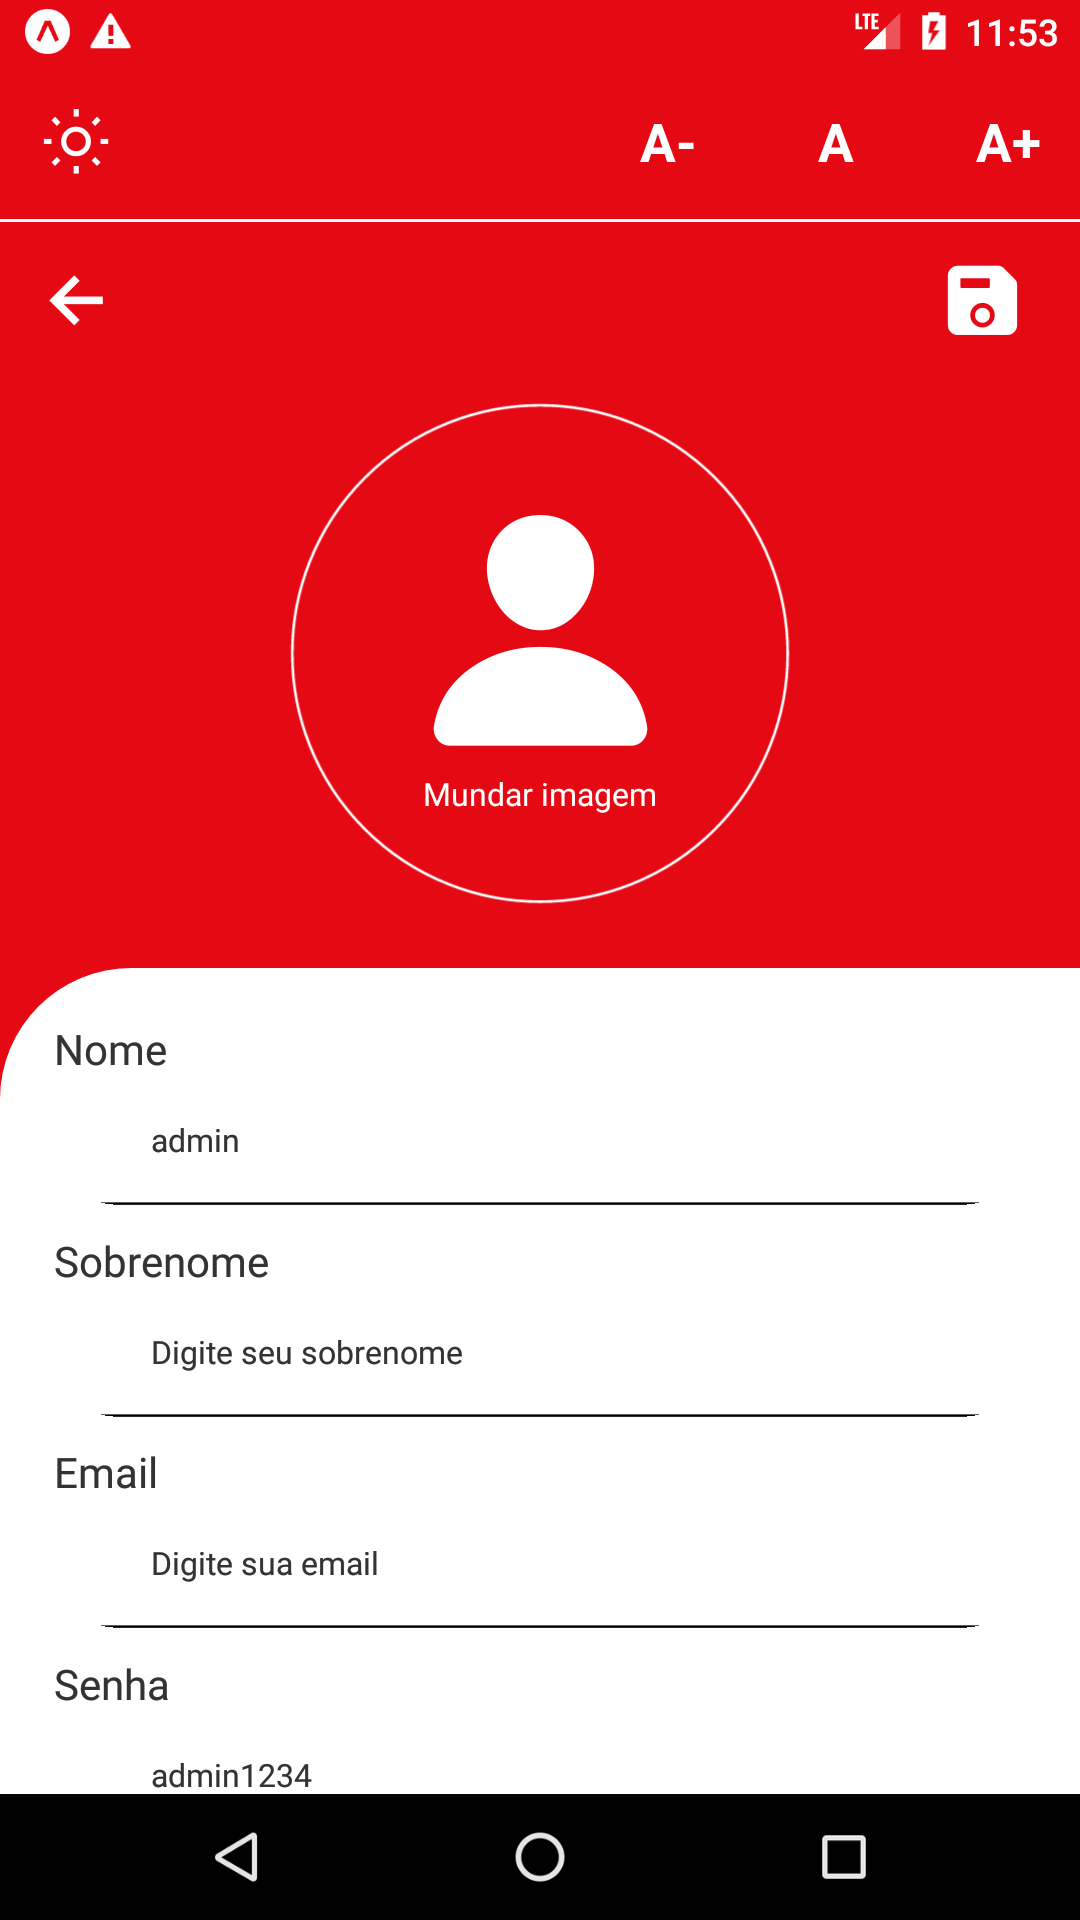 LTE 11:53
A- A A+
Mundar imagem
Nome
admin
Sobrenome
Digite seu sobrenome
Email
Digite sua email
Senha
admin1234